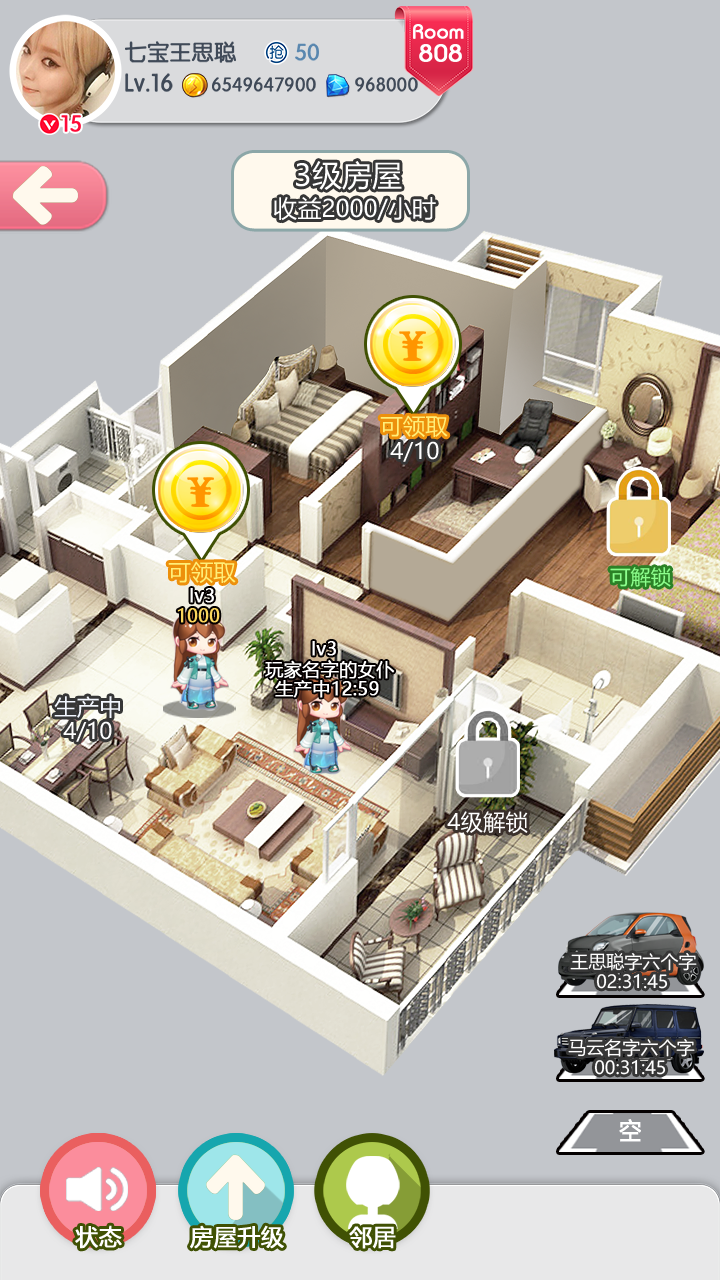 七宝王思聪 抢 50
Room
808
Lv.16 6549647900 968000
V15
3级房屋
收益2000/小时
¥
可领取
4/10
¥
可领取
lv3
1000
可解锁
lv3
玩家名字的女仆
生产中12:59
生产中
4/10
4级解锁
王思聪字六个字
02:31:45
马云名字六个字
00:31:45
空
状态
房屋升级
邻居